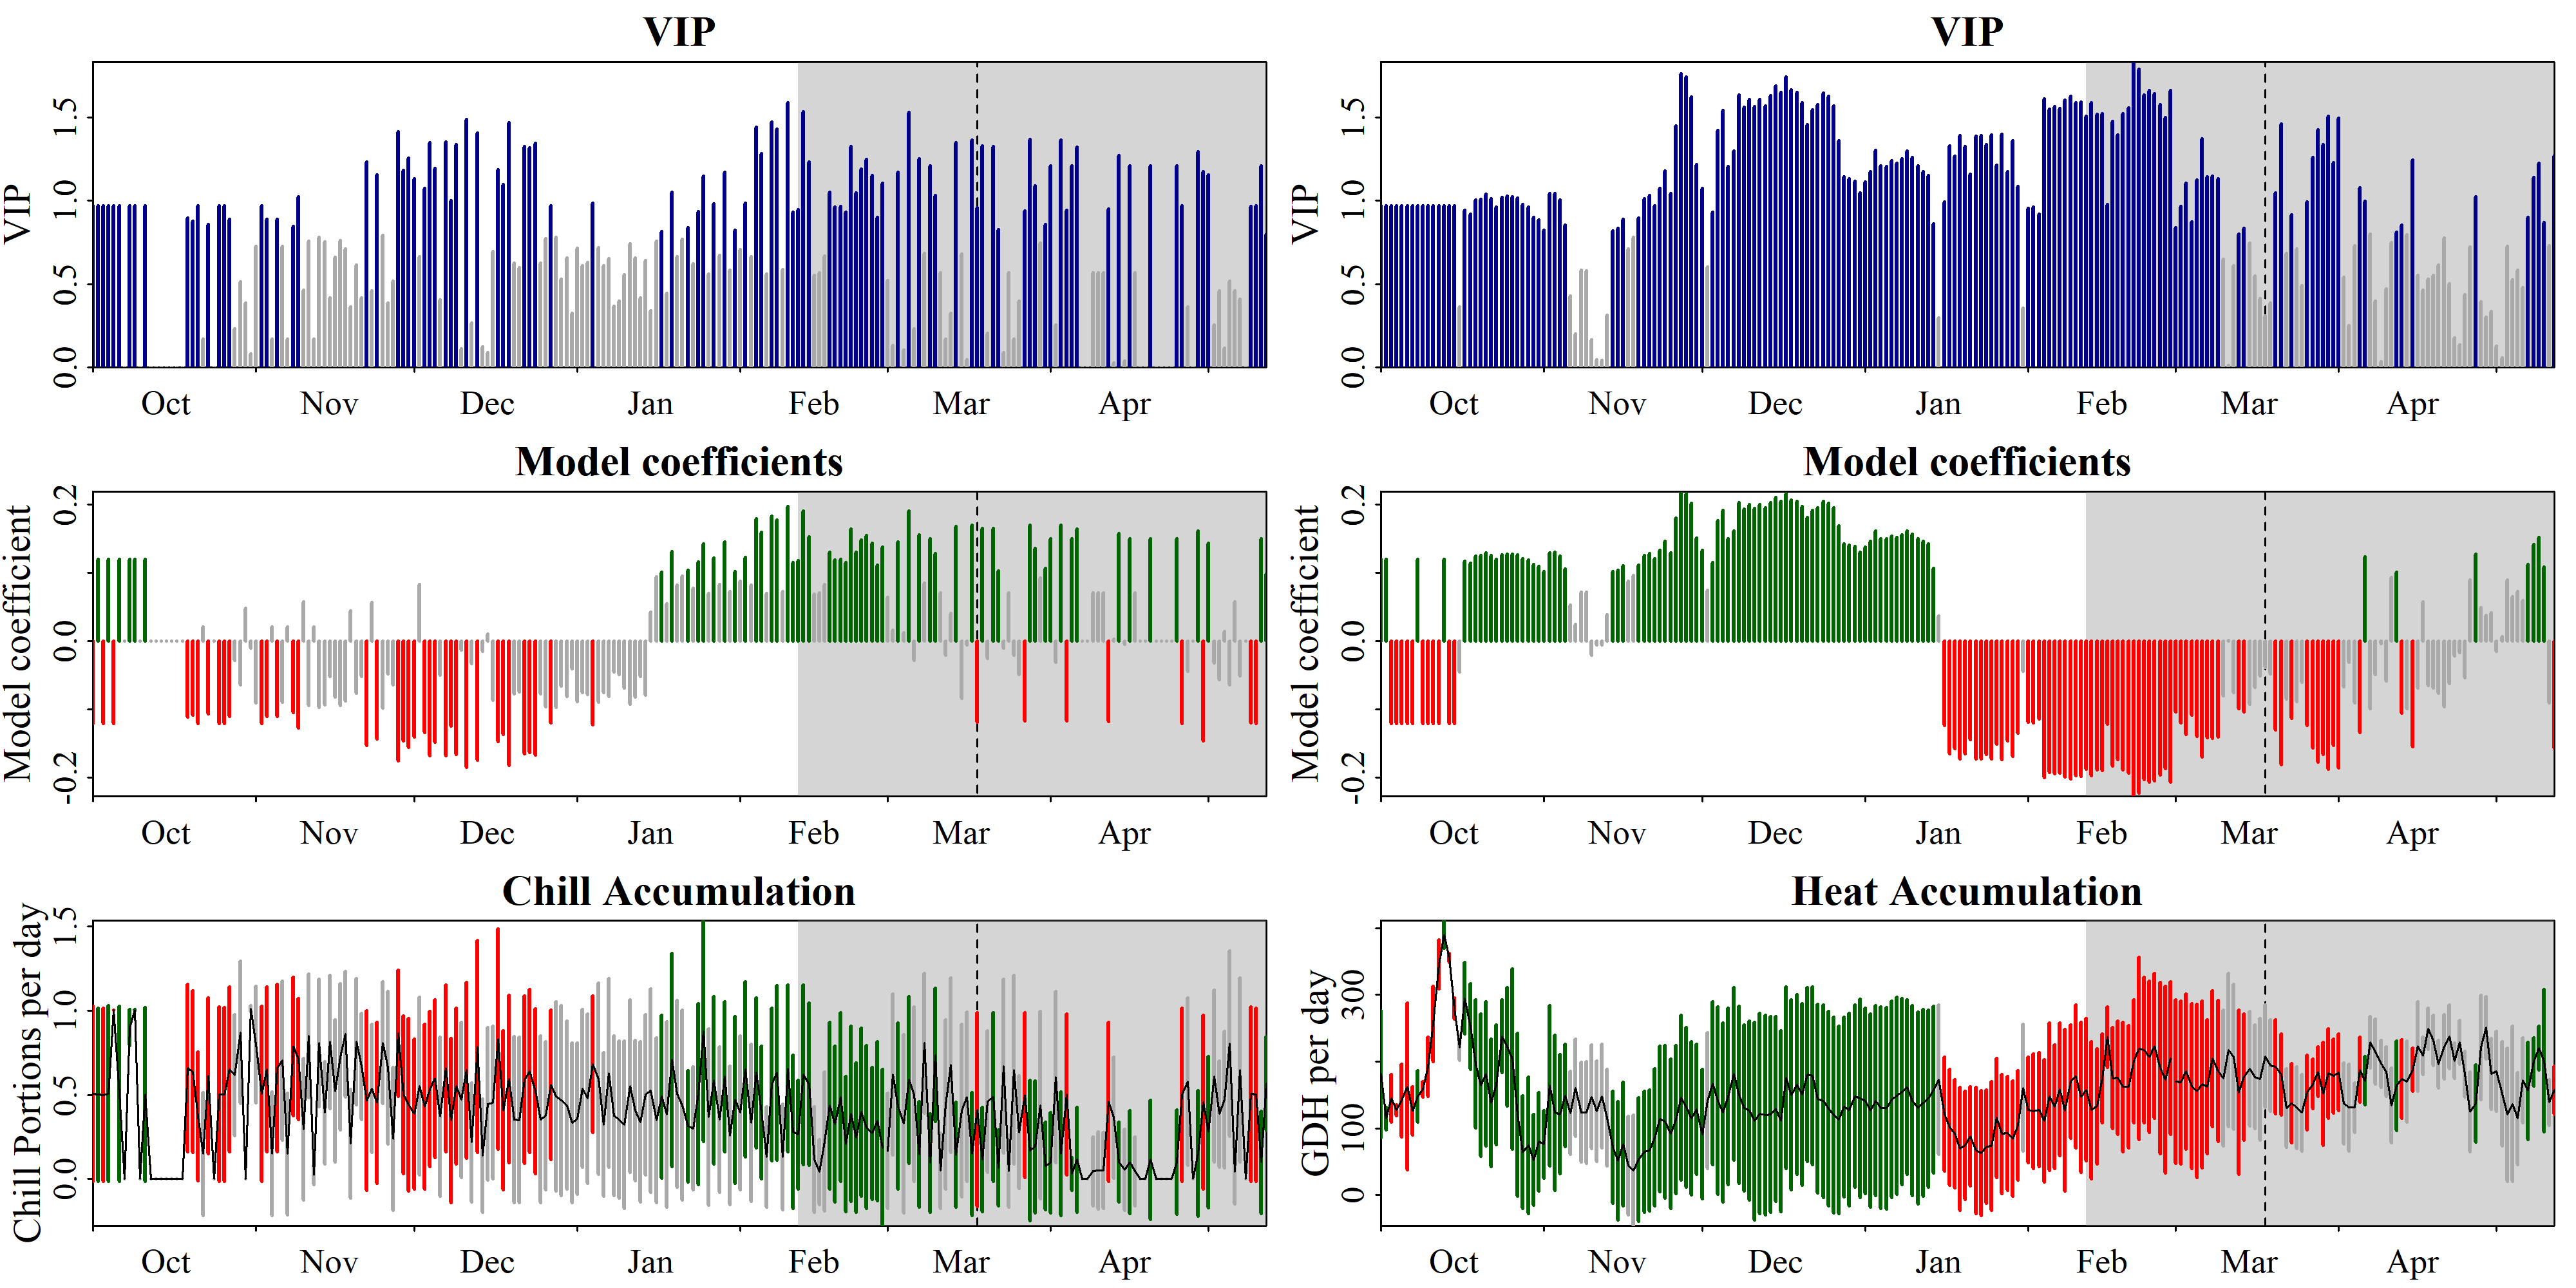 VIP
VIP
0.0 0.5 1.0 1.5
Oct Nov Dec Jan Feb Mar Apr
VIP
VIP
0.0 0.5 1.0 1.5
Oct Nov Dec Jan Feb Mar Apr
Model coefficients
Model coefficient
-0.2 0.0 0.2
Oct Nov Dec Jan Feb Mar Apr
Model coefficients
Model coefficient
-0.2 0.0 0.2
Oct Nov Dec Jan Feb Mar Apr
Chill Accumulation
Chill Portions per day
0.0 0.5 1.0 1.5
Oct Nov Dec Jan Feb Mar Apr
Heat Accumulation
GDH per day
0 100 300
Oct Nov Dec Jan Feb Mar Apr